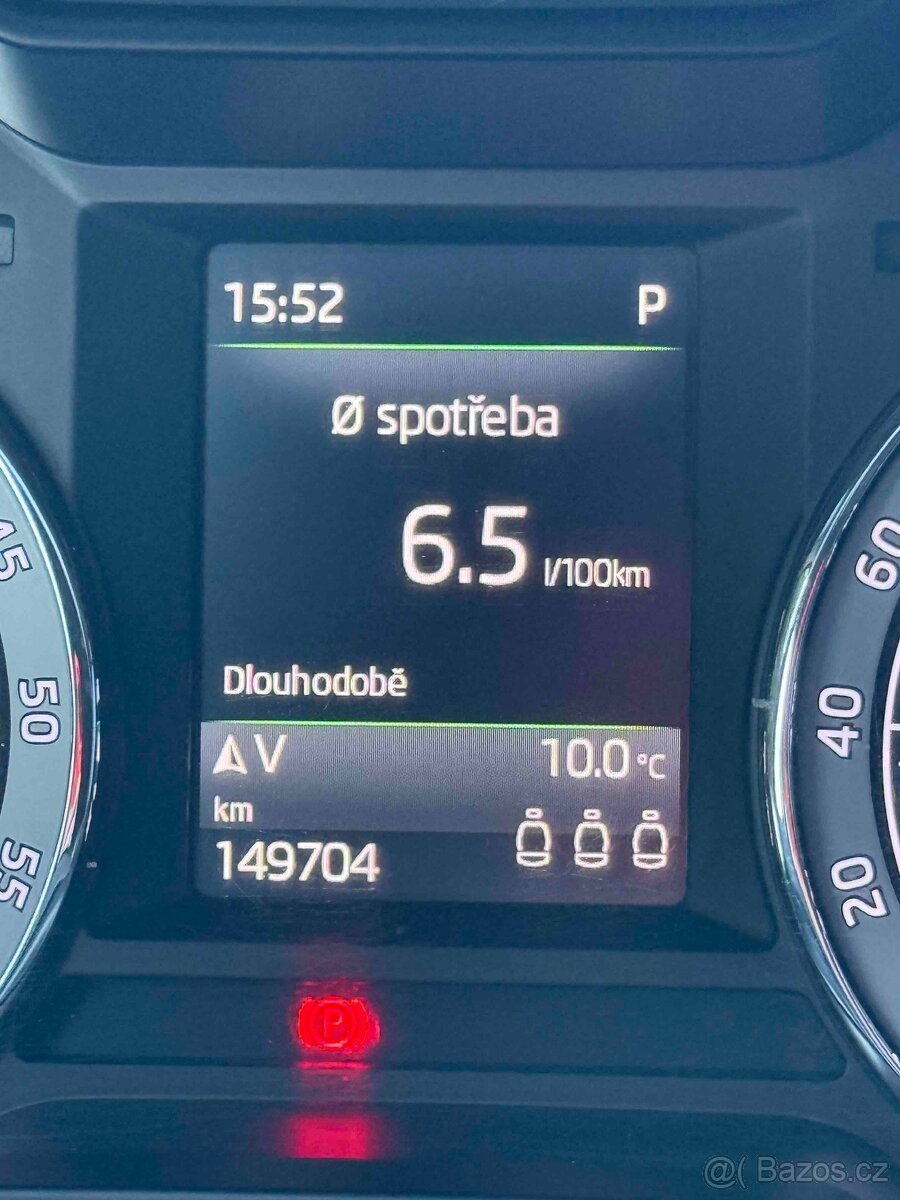 15:52 P
Ø spotřeba
6.5 l/100km
Dlouhodobě
V 10.0 °C
km
149704
45
50
55
60
40
20
P
@( Bazos.cz